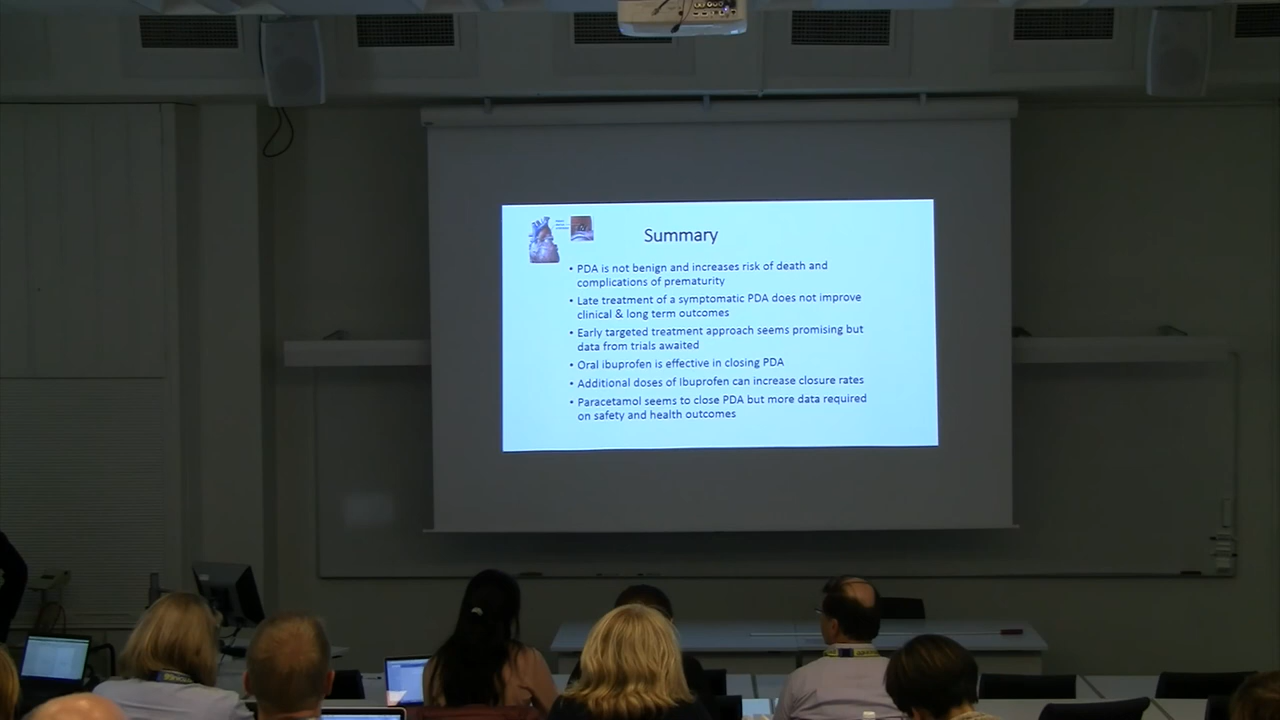 Summary
• PDA is not benign and increases risk of death and
complications of prematurity
• Late treatment of a symptomatic PDA does not improve
clinical & long term outcomes
• Early targeted treatment approach seems promising but
data from trials awaited
• Oral ibuprofen is effective in closing PDA
• Additional doses of Ibuprofen can increase closure rates
• Paracetamol seems to close PDA but more data required
on safety and health outcomes